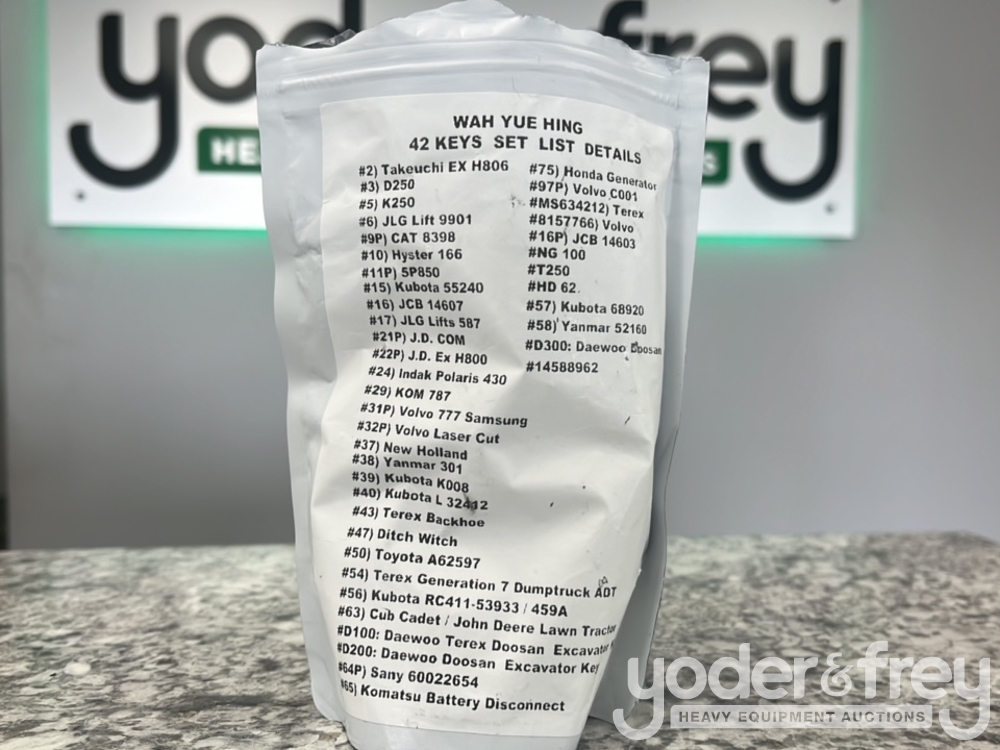 yoder&frey
HE
S
WAH YUE HING
42 KEYS SET LIST DETAILS
#2) Takeuchi EX H806
#3) D250
#5) K250
#6) JLG Lift 9901
#9P) CAT 8398
#10) Hyster 166
#11P) 5P850
#15) Kubota 55240
#16) JCB 14607
#17) JLG Lifts 587
#21P) J.D. COM
#22P) J.D. Ex H800
#24) Indak Polaris 430
#29) KOM 787
#31P) Volvo 777 Samsung
#32P) Volvo Laser Cut
#37) New Holland
#38) Yanmar 301
#39) Kubota K008
#40) Kubota L 32412
#43) Terex Backhoe
#47) Ditch Witch
#50) Toyota A62597
#54) Terex Generation 7 Dumptruck ADT
#56) Kubota RC411-53933 / 459A
#63) Cub Cadet / John Deere Lawn Tractor
#D100: Daewoo Terex Doosan Excavator
#D200: Daewoo Doosan Excavator Key
#64P) Sany 60022654
#65) Komatsu Battery Disconnect
#75) Honda Generator
#97P) Volvo C001
#MS634212) Terex
#8157766) Volvo
#16P) JCB 14603
#NG 100
#T250
#HD 62
#57) Kubota 68920
#58) Yanmar 52160
#D300: Daewoo Doosan
#14588962
yoder&frey
HEAVY EQUIPMENT AUCTIONS